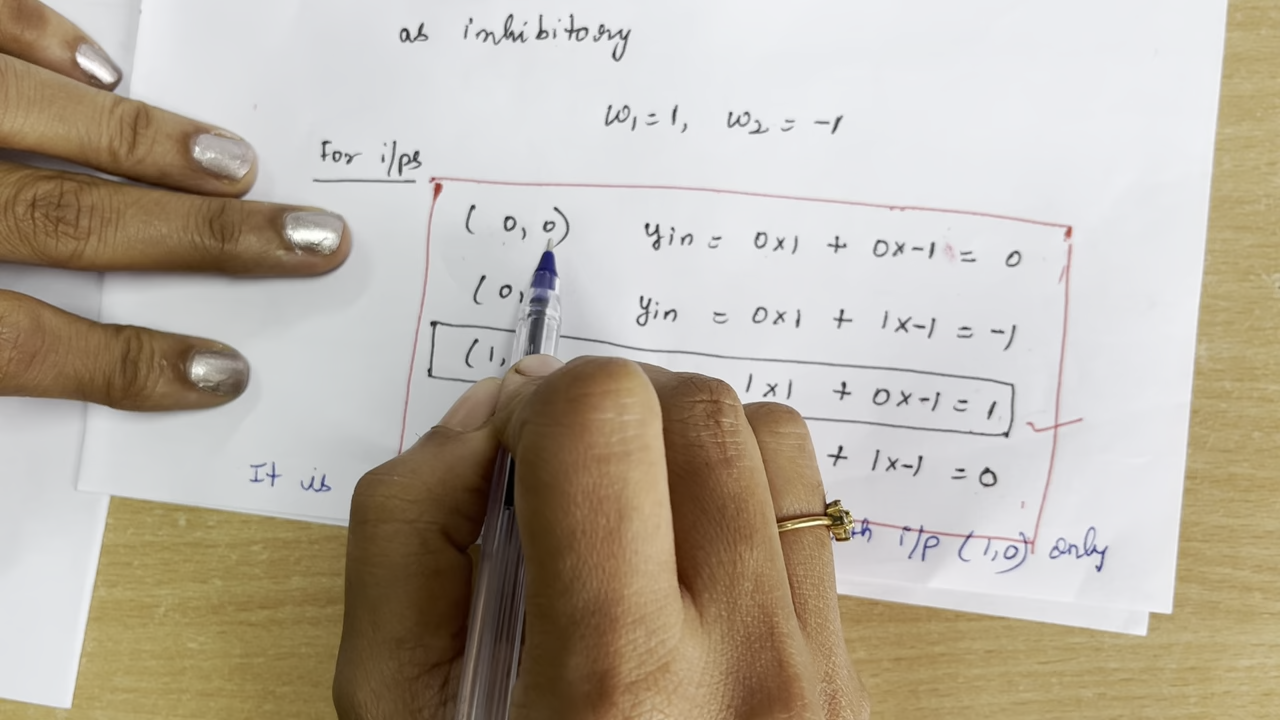 as inhibitory
w₁ = 1, w₂ = -1
For i/ps
( 0, 0) yin = 0x1 + 0x-1 = 0
( 0, yin = 0x1 + 1x-1 = -1
(1, 1x1 + 0x-1 = 1
+ 1x-1 = 0
It is i/p (1,0) only